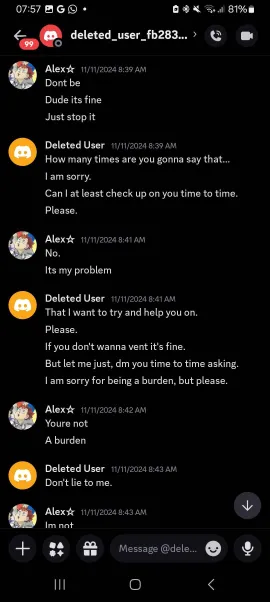 07:57
81%
99
deleted_user_fb283...
Alex☆ 11/11/2024 8:39 AM
Dont be
Dude its fine
Just stop it
Deleted User 11/11/2024 8:39 AM
How many times are you gonna say that...
I am sorry.
Can I at least check up on you time to time.
Please.
Alex☆ 11/11/2024 8:41 AM
No.
Its my problem
Deleted User 11/11/2024 8:41 AM
That I want to try and help you on.
Please.
If you don't wanna vent it's fine.
But let me just, dm you time to time asking.
I am sorry for being a burden, but please.
Alex☆ 11/11/2024 8:42 AM
Youre not
A burden
Deleted User 11/11/2024 8:43 AM
Don't lie to me.
Alex☆ 11/11/2024 8:43 AM
Im not
Message @dele...